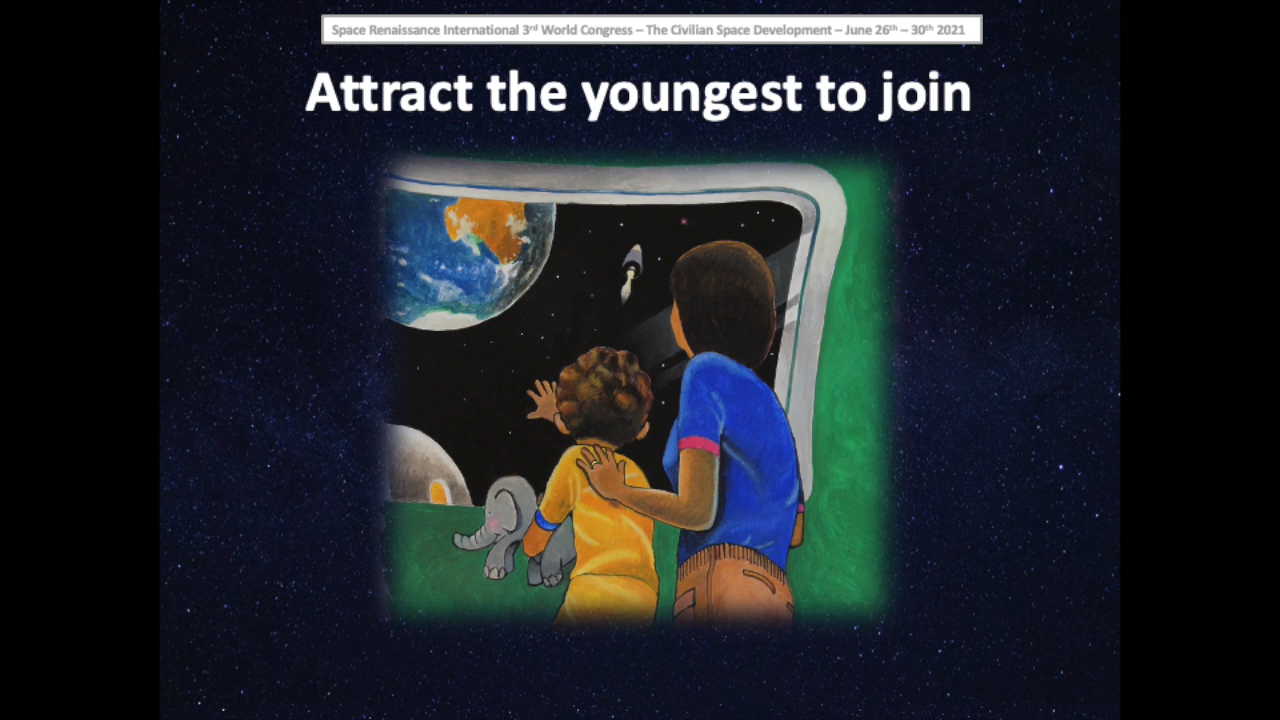 Space Renaissance International 3rd World Congress – The Civilian Space Development – June 26th – 30th 2021
Attract the youngest to join